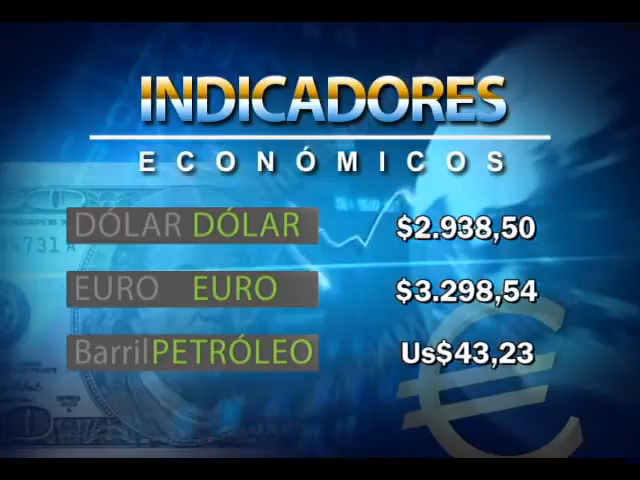 INDICADORES
ECONÓMICOS
DÓLAR DÓLAR $2.938,50
EURO EURO $3.298,54
Barril PETRÓLEO Us$43,23